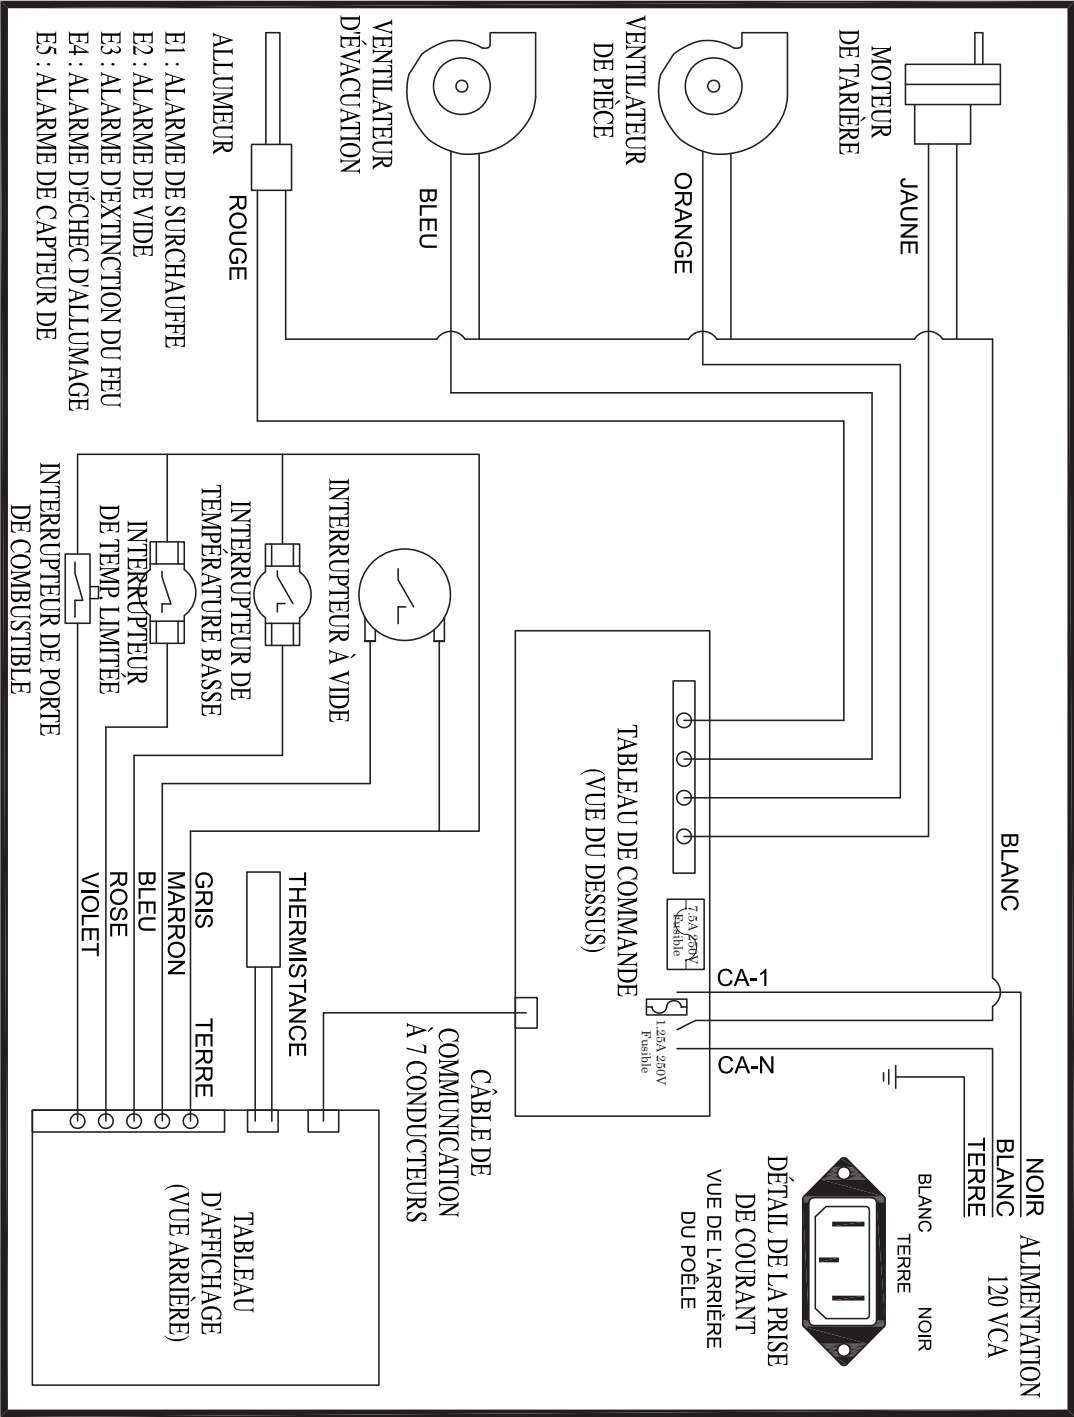 MOTEUR
DE TARIÈRE
JAUNE
VENTILATEUR
DE PIÈCE
ORANGE
VENTILATEUR
D'ÉVACUATION
BLEU
ALLUMEUR
ROUGE
E1 : ALARME DE SURCHAUFFE
E2 : ALARME DE VIDE
E3 : ALARME D'EXTINCTION DU FEU
E4 : ALARME D'ÉCHEC D'ALLUMAGE
E5 : ALARME DE CAPTEUR DE
INTERRUPTEUR À VIDE
INTERRUPTEUR DE
TEMPÉRATURE BASSE
INTERRUPTEUR
DE TEMP. LIMITÉE
INTERRUPTEUR DE PORTE
DE COMBUSTIBLE
TABLEAU DE COMMANDE
(VUE DU DESSUS)
7.5A 250V
Fusible
1.25A 250V
Fusible
BLANC
CA-1
CA-N
THERMISTANCE
GRIS
MARRON
BLEU
ROSE
VIOLET
TERRE
CÂBLE DE
COMMUNICATION
À 7 CONDUCTEURS
NOIR
BLANC
TERRE
ALIMENTATION
120 VCA
BLANC
TERRE
NOIR
DÉTAIL DE LA PRISE
DE COURANT
VUE DE L'ARRIÈRE
DU POÊLE
TABLEAU
D'AFFICHAGE
(VUE ARRIÈRE)